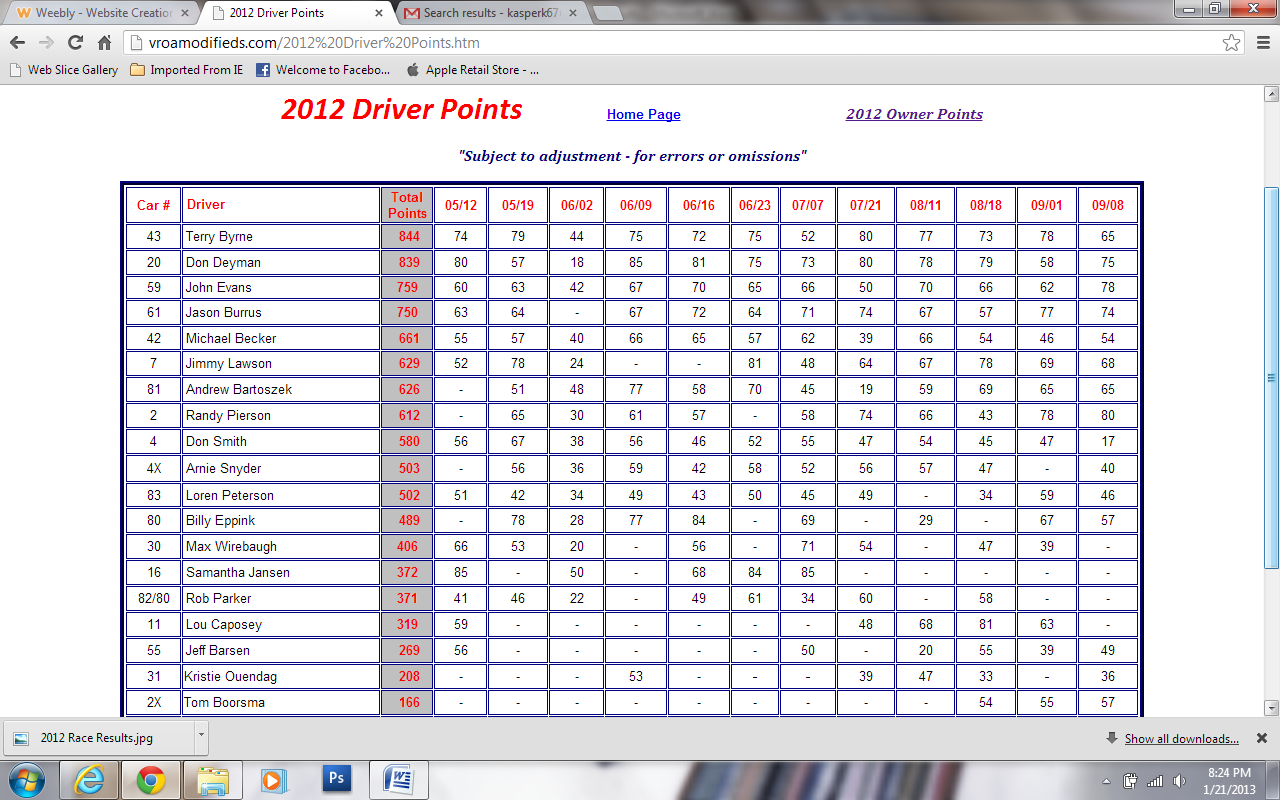 Weebly - Website Creation
2012 Driver Points
Search results - kasperk67
vroamodifieds.com/2012%20Driver%20Points.htm
Web Slice Gallery Imported From IE Welcome to Facebo... Apple Retail Store - ...
2012 Driver Points Home Page 2012 Owner Points
"Subject to adjustment - for errors or omissions"
Car # Driver Total Points 05/12 05/19 06/02 06/09 06/16 06/23 07/07 07/21 08/11 08/18 09/01 09/08
43 Terry Byrne 844 74 79 44 75 72 75 52 80 77 73 78 65
20 Don Deyman 839 80 57 18 85 81 75 73 80 78 79 58 75
59 John Evans 759 60 63 42 67 70 65 66 50 70 66 62 78
61 Jason Burrus 750 63 64 - 67 72 64 71 74 67 57 77 74
42 Michael Becker 661 55 57 40 66 65 57 62 39 66 54 46 54
7 Jimmy Lawson 629 52 78 24 - - 81 48 64 67 78 69 68
81 Andrew Bartoszek 626 - 51 48 77 58 70 45 19 59 69 65 65
2 Randy Pierson 612 - 65 30 61 57 - 58 74 66 43 78 80
4 Don Smith 580 56 67 38 56 46 52 55 47 54 45 47 17
4X Arnie Snyder 503 - 56 36 59 42 58 52 56 57 47 - 40
83 Loren Peterson 502 51 42 34 49 43 50 45 49 - 34 59 46
80 Billy Eppink 489 - 78 28 77 84 - 69 - 29 - 67 57
30 Max Wirebaugh 406 66 53 20 - 56 - 71 54 - 47 39 -
16 Samantha Jansen 372 85 - 50 - 68 84 85 - - - - -
82/80 Rob Parker 371 41 46 22 - 49 61 34 60 - 58 - -
11 Lou Caposey 319 59 - - - - - - 48 68 81 63 -
55 Jeff Barsen 269 56 - - - - - 50 - 20 55 39 49
31 Kristie Ouendag 208 - - - 53 - - - 39 47 33 - 36
2X Tom Boorsma 166 - - - - - - - - - 54 55 57
2012 Race Results.jpg Show all downloads...
Ps
W
8:24 PM
1/21/2013